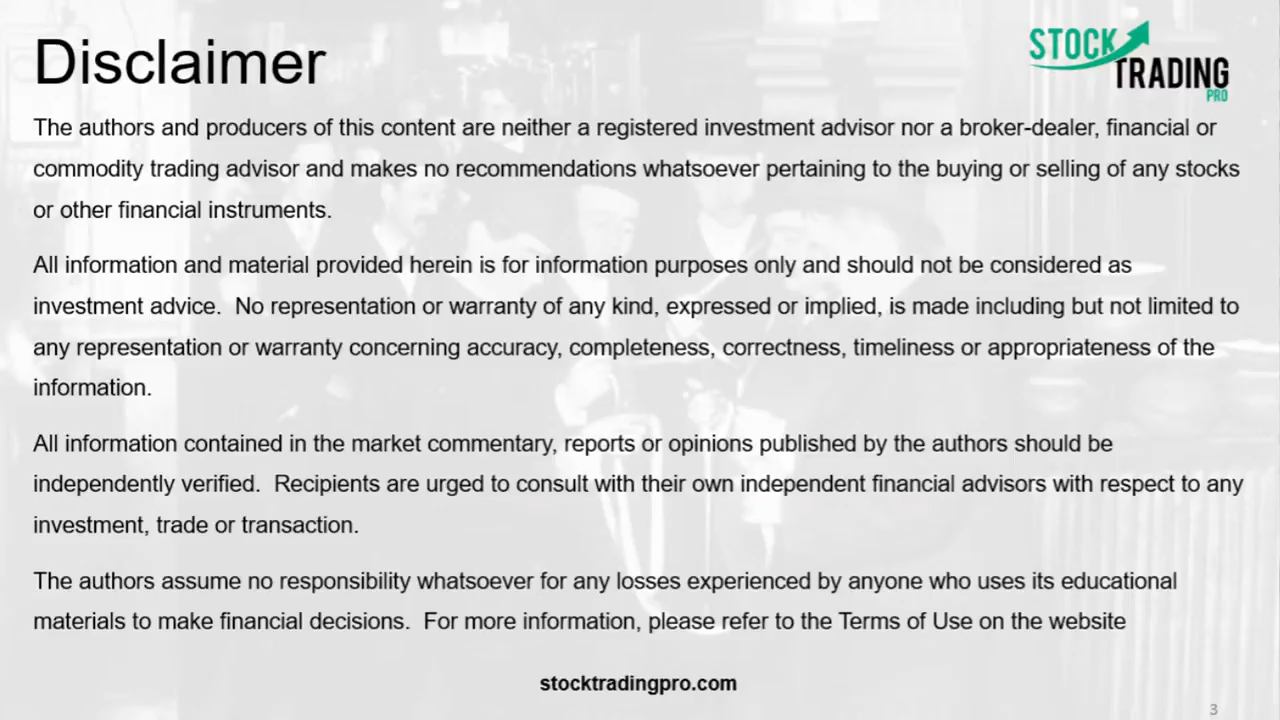 Disclaimer
STOCK
TRADING
PRO
The authors and producers of this content are neither a registered investment advisor nor a broker-dealer, financial or
commodity trading advisor and makes no recommendations whatsoever pertaining to the buying or selling of any stocks
or other financial instruments.
All information and material provided herein is for information purposes only and should not be considered as
investment advice.  No representation or warranty of any kind, expressed or implied, is made including but not limited to
any representation or warranty concerning accuracy, completeness, correctness, timeliness or appropriateness of the
information.
All information contained in the market commentary, reports or opinions published by the authors should be
independently verified.  Recipients are urged to consult with their own independent financial advisors with respect to any
investment, trade or transaction.
The authors assume no responsibility whatsoever for any losses experienced by anyone who uses its educational
materials to make financial decisions.  For more information, please refer to the Terms of Use on the website
stocktradingpro.com
3